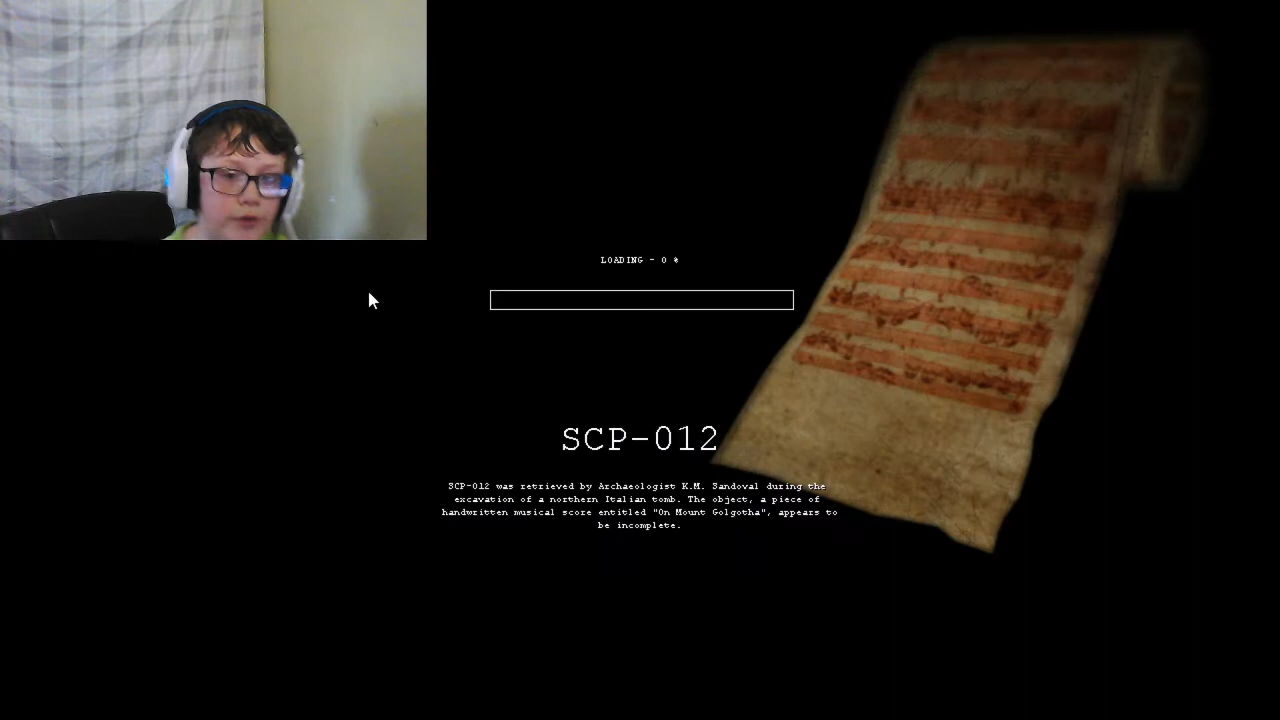 LOADING - 0 %
SCP-012
SCP-012 was retrieved by Archaeologist K.M. Sandoval during the
excavation of a northern Italian tomb. The object, a piece of
handwritten musical score entitled "On Mount Golgotha", appears to
be incomplete.